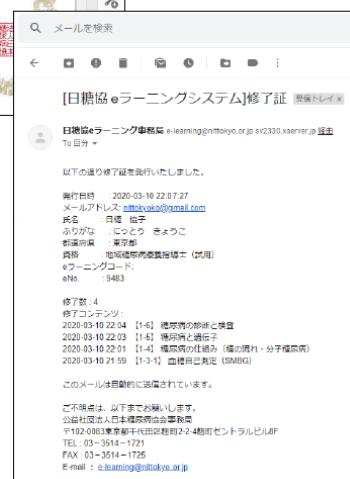 メールを検索
[日糖協 eラーニングシステム]修了証 受信トレイ x
日糖協eラーニング事務局 e-learning@nittokyo.or.jp sv2330.xserver.jp 経由
To 自分
以下の通り修了証を発行いたしました。
発行日時 : 2020-03-10 22:07:27
メールアドレス: nittokyoko@gmail.com
氏名 : 日糖 協子
ふりがな : にっとう きょうこ
都道府県 : 東京都
資格 : 地域糖尿病療養指導士（試用）
eラーニングコード:
eNo. : 9483
修了数 : 4
修了コンテンツ :
2020-03-10 22:04 【1-6】 糖尿病の診断と検査
2020-03-10 22:03 【1-5】 糖尿病と遺伝子
2020-03-10 22:01 【1-4】 糖尿病の仕組み（糖の流れ・分子糖尿病）
2020-03-10 21:59 【1-3-1】 血糖自己測定（SMBG）
このメールは自動的に送信されています。
ご不明点は、以下までお願いします。
公益社団法人日本糖尿病協会事務局
〒102-0083東京都千代田区麹町2-2-4麹町セントラルビル8F
TEL : 03－3514－1721
FAX : 03－3514－1725
E-mail : e-learning@nittokyo.or.jp